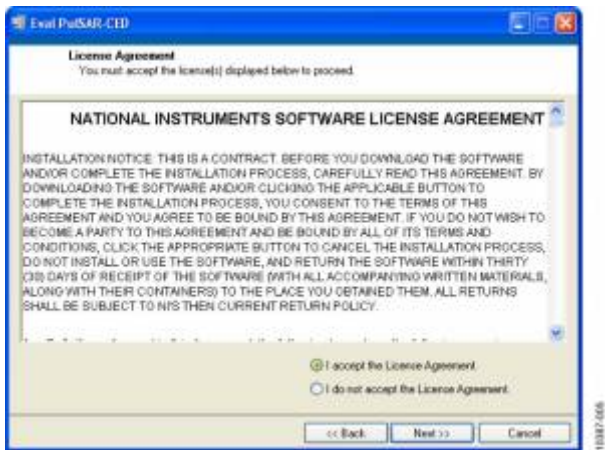 Eval PulSAR-CED
License Agreement
You must accept the license(s) displayed below to proceed.
NATIONAL INSTRUMENTS SOFTWARE LICENSE AGREEMENT
INSTALLATION NOTICE: THIS IS A CONTRACT. BEFORE YOU DOWNLOAD THE SOFTWARE
AND/OR COMPLETE THE INSTALLATION PROCESS, CAREFULLY READ THIS AGREEMENT. BY
DOWNLOADING THE SOFTWARE AND/OR CLICKING THE APPLICABLE BUTTON TO
COMPLETE THE INSTALLATION PROCESS, YOU CONSENT TO THE TERMS OF THIS
AGREEMENT AND YOU AGREE TO BE BOUND BY THIS AGREEMENT. IF YOU DO NOT WISH TO
BECOME A PARTY TO THIS AGREEMENT AND BE BOUND BY ALL OF ITS TERMS AND
CONDITIONS, CLICK THE APPROPRIATE BUTTON TO CANCEL THE INSTALLATION PROCESS,
DO NOT INSTALL OR USE THE SOFTWARE, AND RETURN THE SOFTWARE WITHIN THIRTY
(30) DAYS OF RECEIPT OF THE SOFTWARE (WITH ALL ACCOMPANYING WRITTEN MATERIALS,
ALONG WITH THEIR CONTAINERS) TO THE PLACE YOU OBTAINED THEM. ALL RETURNS
SHALL BE SUBJECT TO NI'S THEN CURRENT RETURN POLICY.
I accept the License Agreement.
I do not accept the License Agreement.
<< Back Next >> Cancel
10387-005